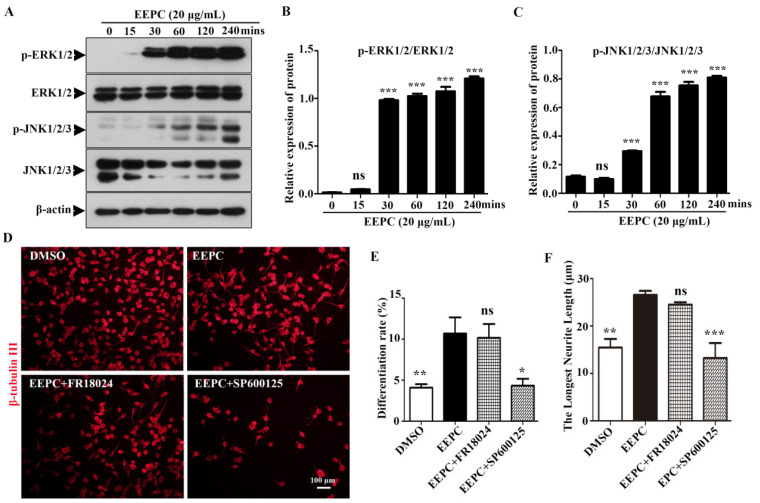 A
EEPC (20 μg/mL)
0 15 30 60 120 240 mins
p-ERK1/2
ERK1/2
p-JNK1/2/3
JNK1/2/3
β-actin
B
p-ERK1/2/ERK1/2
Relative expression of protein
1.5
1.0
0.5
0.0
ns
***
***
***
***
0 15 30 60 120 240 mins
EEPC (20 μg/mL)
C
p-JNK1/2/3/JNK1/2/3
Relative expression of protein
1.0
0.8
0.6
0.4
0.2
0.0
ns
***
***
***
***
0 15 30 60 120 240 mins
EEPC (20 μg/mL)
D
β-tubulin III
DMSO
EEPC
EEPC+FR18024
EEPC+SP600125
100 μm
E
Differentiation rate (%)
15
10
5
0
**
ns
*
DMSO
EEPC
EEPC+FR18024
EEPC+SP600125
F
The Longest Neurite Length (μm)
30
20
10
0
**
ns
***
DMSO
EEPC
EEPC+FR18024
EPC+SP600125